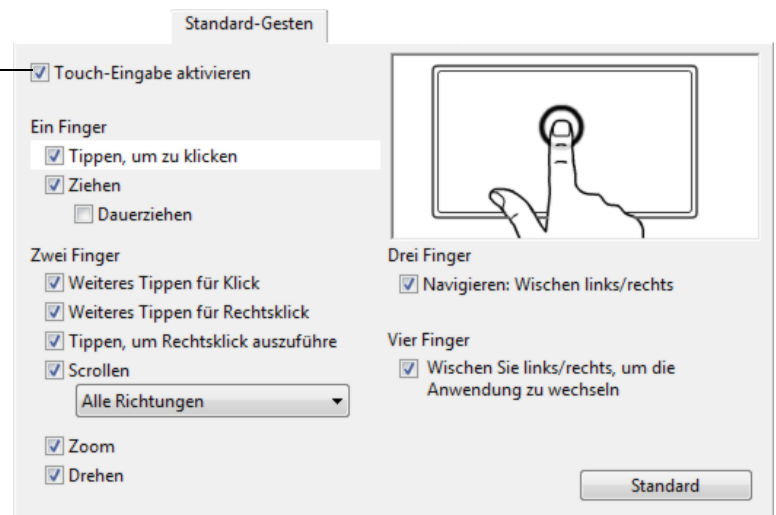 Standard-Gesten
Touch-Eingabe aktivieren
Ein Finger
Tippen, um zu klicken
Ziehen
Dauerziehen
Zwei Finger
Weiteres Tippen für Klick
Weiteres Tippen für Rechtsklick
Tippen, um Rechtsklick auszuführe
Scrollen
Alle Richtungen
Zoom
Drehen
Drei Finger
Navigieren: Wischen links/rechts
Vier Finger
Wischen Sie links/rechts, um die
Anwendung zu wechseln
Standard